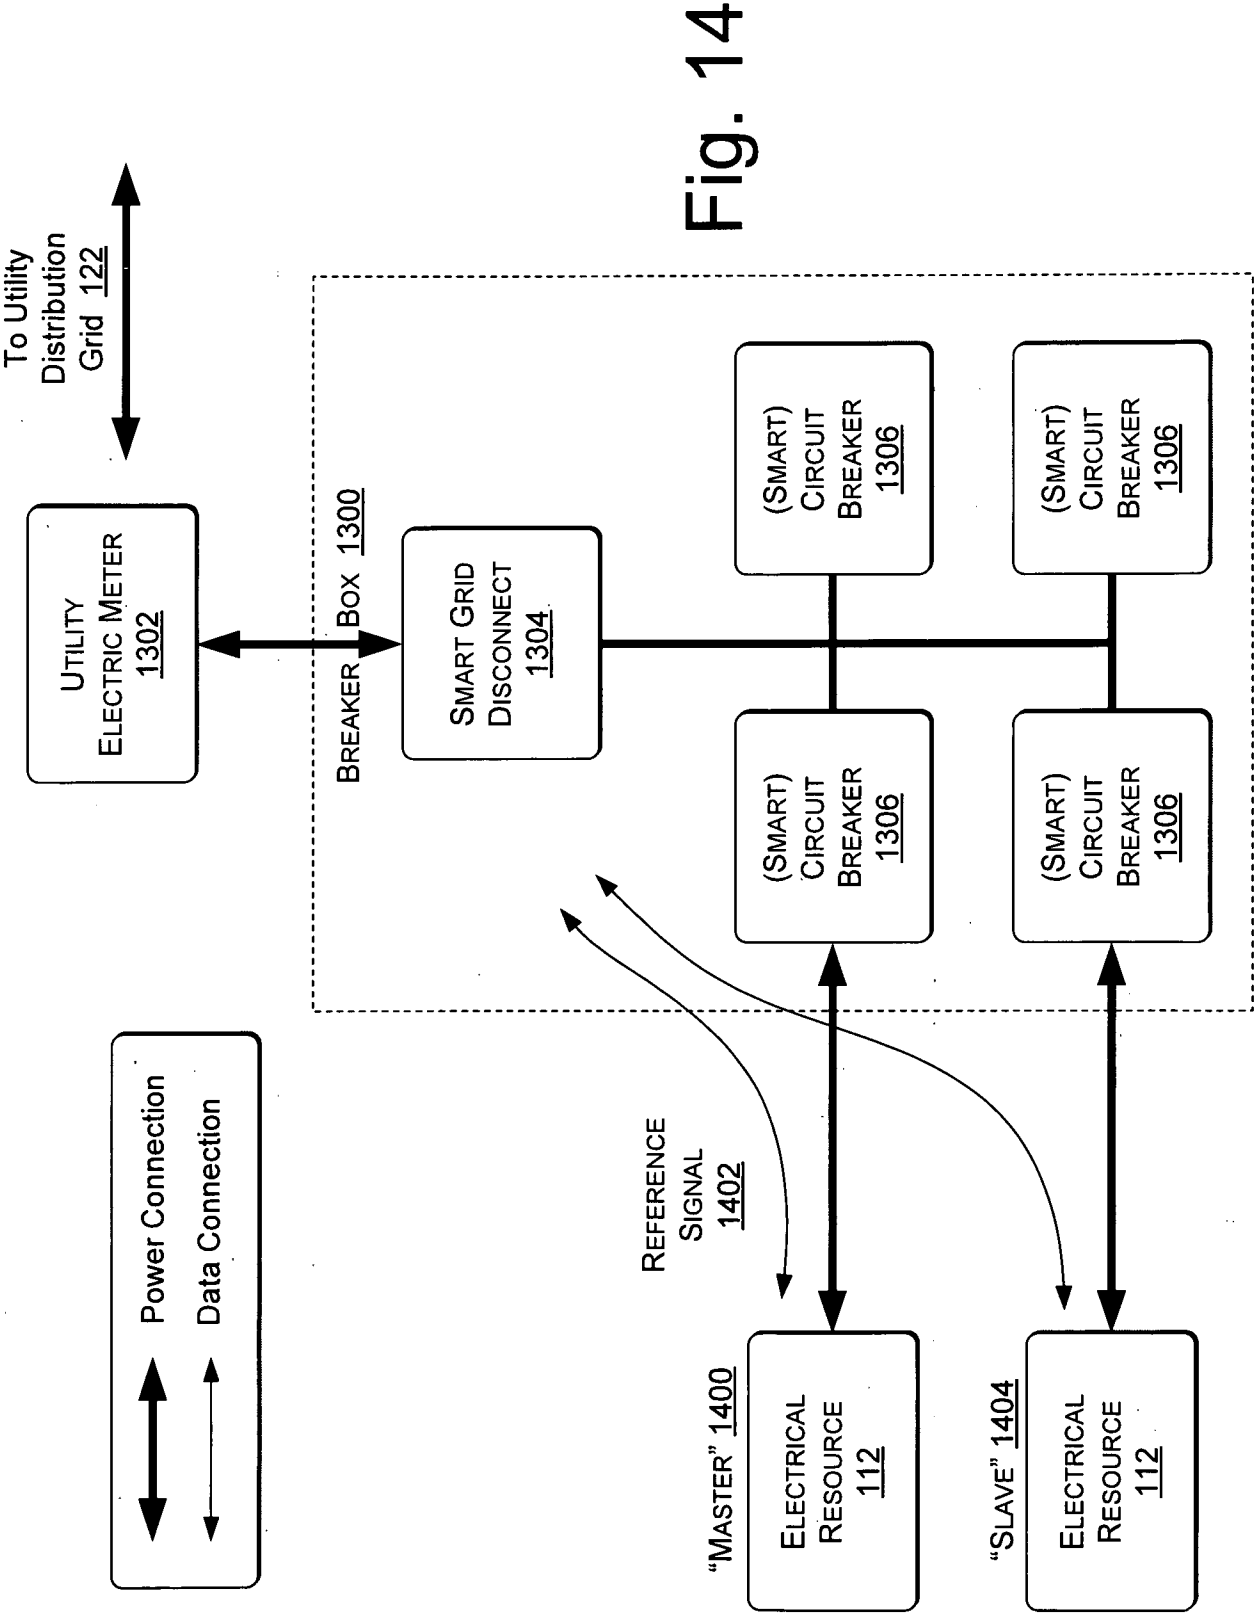 Power Connection
Data Connection
To Utility
Distribution
Grid 122
UTILITY
ELECTRIC METER
1302
BREAKER BOX 1300
SMART GRID
DISCONNECT
1304
REFERENCE
SIGNAL
1402
"MASTER" 1400
ELECTRICAL
RESOURCE
112
(SMART)
CIRCUIT
BREAKER
1306
(SMART)
CIRCUIT
BREAKER
1306
"SLAVE" 1404
ELECTRICAL
RESOURCE
112
(SMART)
CIRCUIT
BREAKER
1306
(SMART)
CIRCUIT
BREAKER
1306
Fig. 14